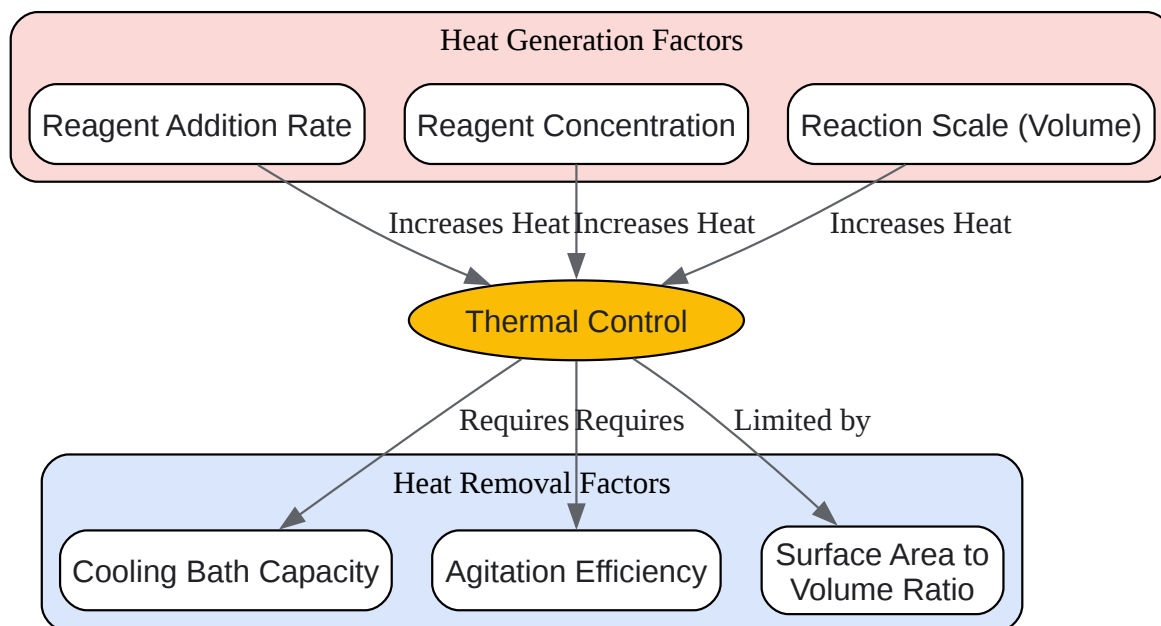 Heat Generation Factors
Reagent Addition Rate
Reagent Concentration
Reaction Scale (Volume)
Increases Heat
Increases Heat
Increases Heat
Thermal Control
Requires
Requires
Limited by
Heat Removal Factors
Cooling Bath Capacity
Agitation Efficiency
Surface Area to
Volume Ratio